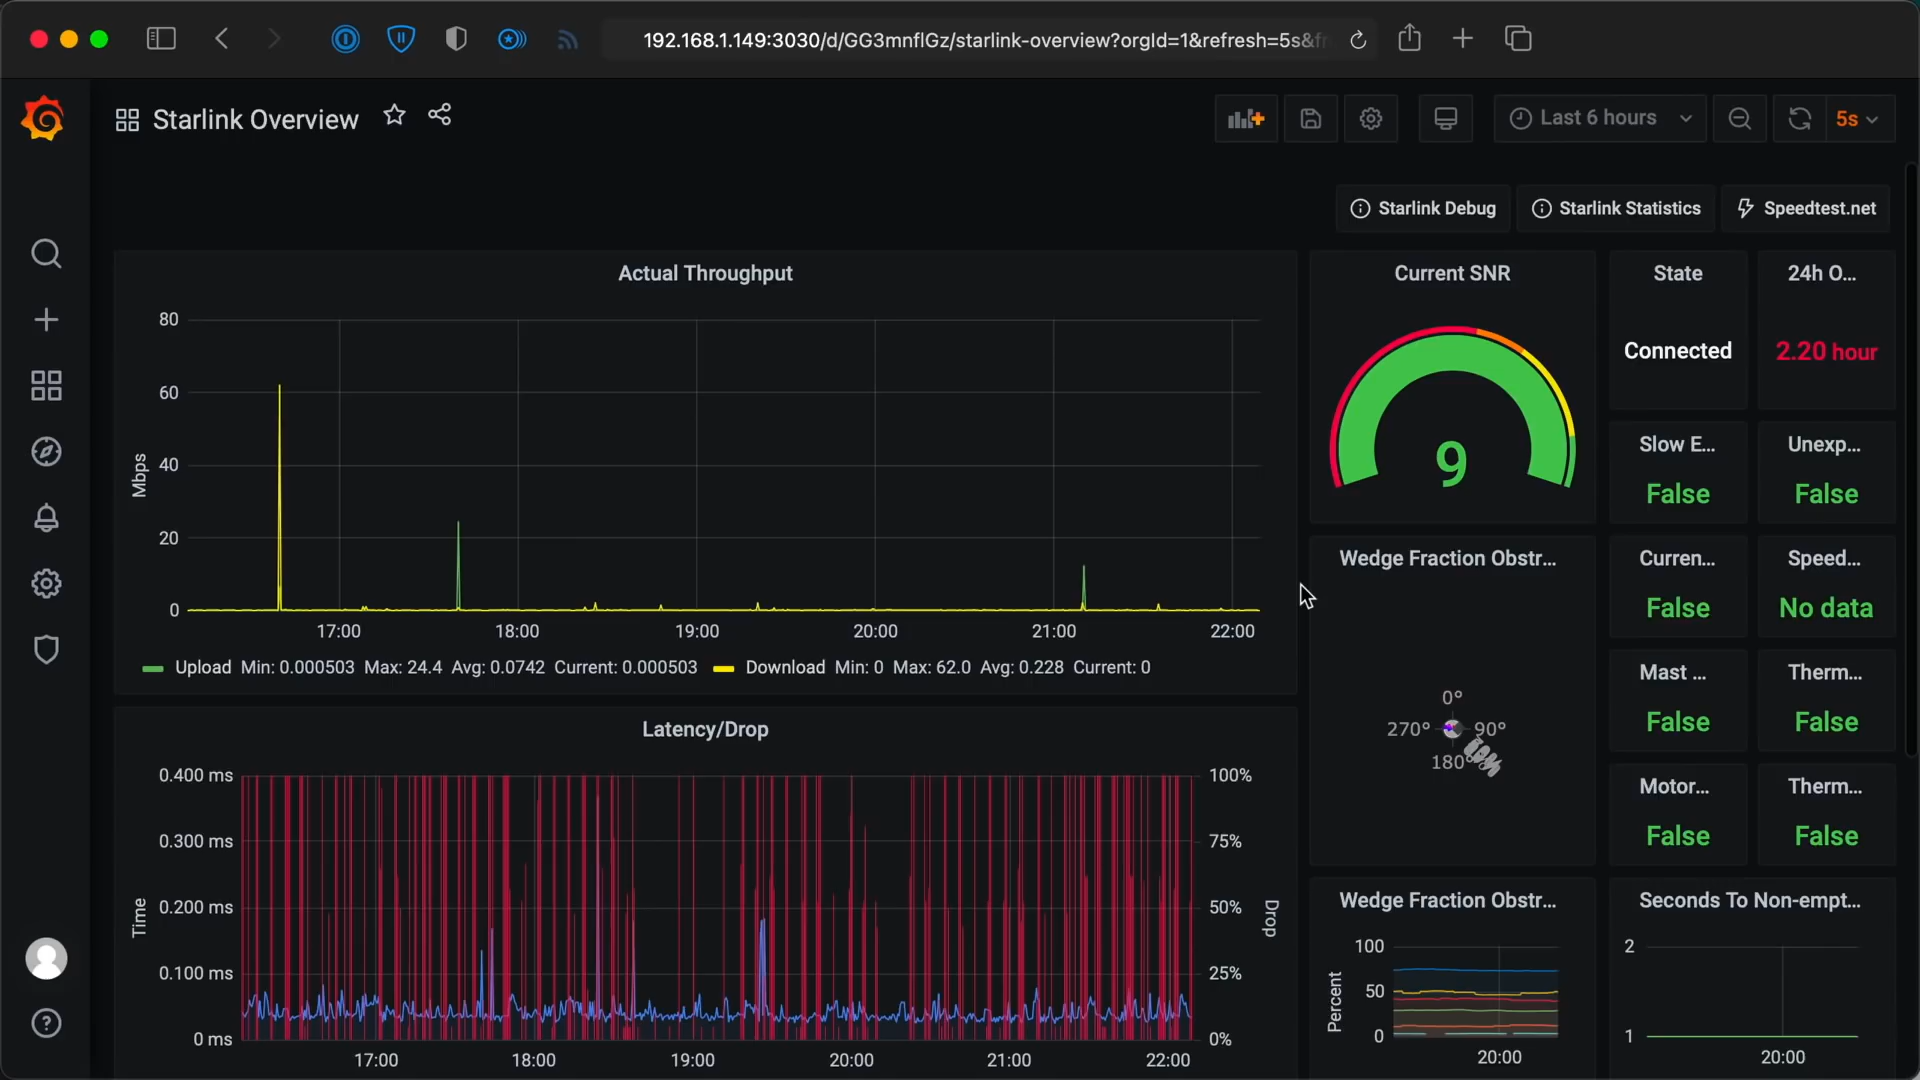 192.168.1.149:3030/d/GG3mnflGz/starlink-overview?orgId=1&refresh=5s&f
Starlink Overview
Last 6 hours
5s
Starlink Debug
Starlink Statistics
Speedtest.net
Actual Throughput
80
60
40
20
0
Mbps
17:00 18:00 19:00 20:00 21:00 22:00
Upload Min: 0.000503 Max: 24.4 Avg: 0.0742 Current: 0.000503 Download Min: 0 Max: 62.0 Avg: 0.228 Current: 0
Current SNR
9
State
Connected
24h O...
2.20 hour
Slow E...
False
Unexp...
False
Wedge Fraction Obstr...
0°
270° 90°
180°
Curren...
False
Speed...
No data
Mast ...
False
Therm...
False
Motor...
False
Therm...
False
Latency/Drop
0.400 ms
0.300 ms
0.200 ms
0.100 ms
0 ms
Time
100%
75%
50%
25%
0%
Drop
17:00 18:00 19:00 20:00 21:00 22:00
Wedge Fraction Obstr...
100
50
0
Percent
20:00
Seconds To Non-empt...
2
1
20:00